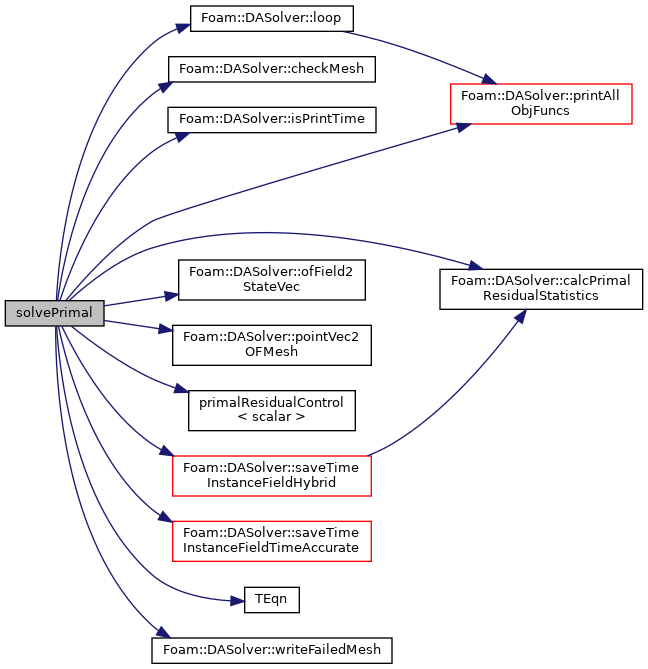 Foam::DASolver::loop
Foam::DASolver::checkMesh
Foam::DASolver::printAll
ObjFuncs
Foam::DASolver::isPrintTime
Foam::DASolver::ofField2
StateVec
Foam::DASolver::calcPrimal
ResidualStatistics
solvePrimal
Foam::DASolver::pointVec2
OFMesh
primalResidualControl
< scalar >
Foam::DASolver::saveTime
InstanceFieldHybrid
Foam::DASolver::saveTime
InstanceFieldTimeAccurate
TEqn
Foam::DASolver::writeFailedMesh